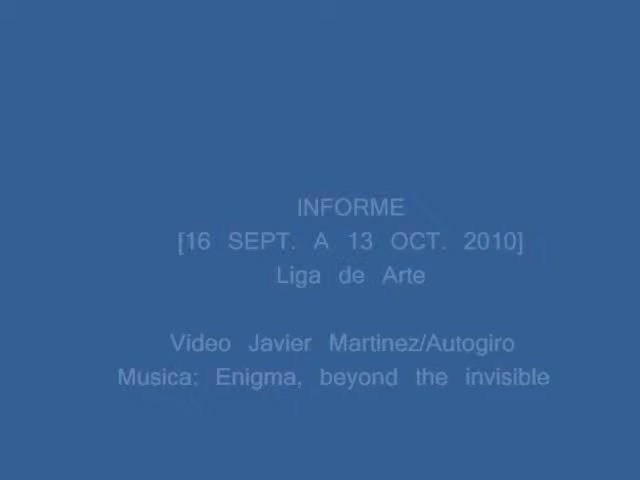 INFORME
[16 SEPT. A 13 OCT. 2010]
Liga de Arte
Video Javier Martinez/Autogiro
Musica: Enigma, beyond the invisible